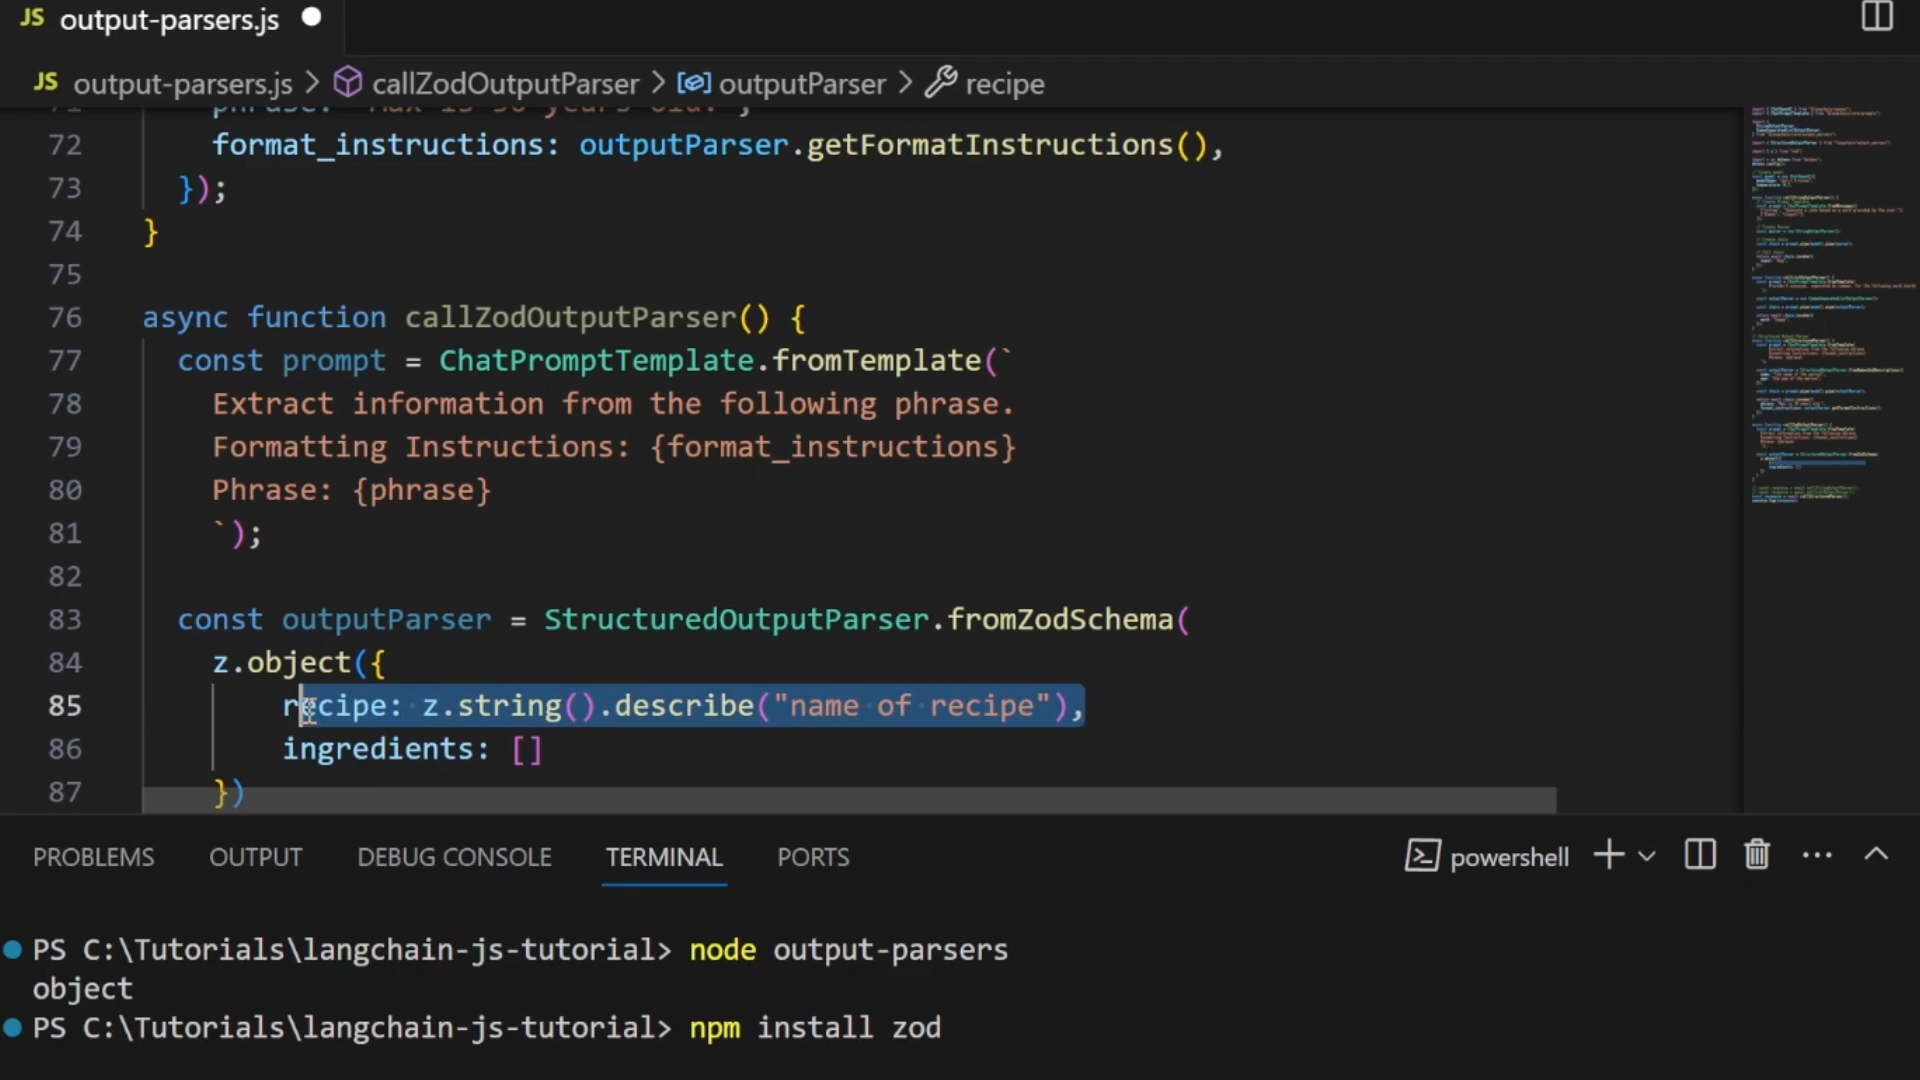 JS output-parsers.js
JS output-parsers.js > callZodOutputParser > outputParser > recipe
72 format_instructions: outputParser.getFormatInstructions(),
73 });
74 }
75
76 async function callZodOutputParser() {
77 const prompt = ChatPromptTemplate.fromTemplate(`
78 Extract information from the following phrase.
79 Formatting Instructions: {format_instructions}
80 Phrase: {phrase}
81 `);
82
83 const outputParser = StructuredOutputParser.fromZodSchema(
84 z.object({
85 recipe: z.string().describe("name of recipe"),
86 ingredients: []
87 })
PROBLEMS OUTPUT DEBUG CONSOLE TERMINAL PORTS powershell
PS C:\Tutorials\langchain-js-tutorial> node output-parsers
object
PS C:\Tutorials\langchain-js-tutorial> npm install zod